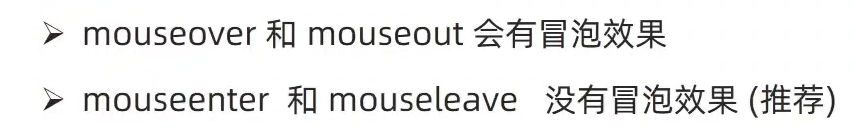 ➢ mouseover 和 mouseout 会有冒泡效果
➢ mouseenter 和 mouseleave 没有冒泡效果 (推荐)